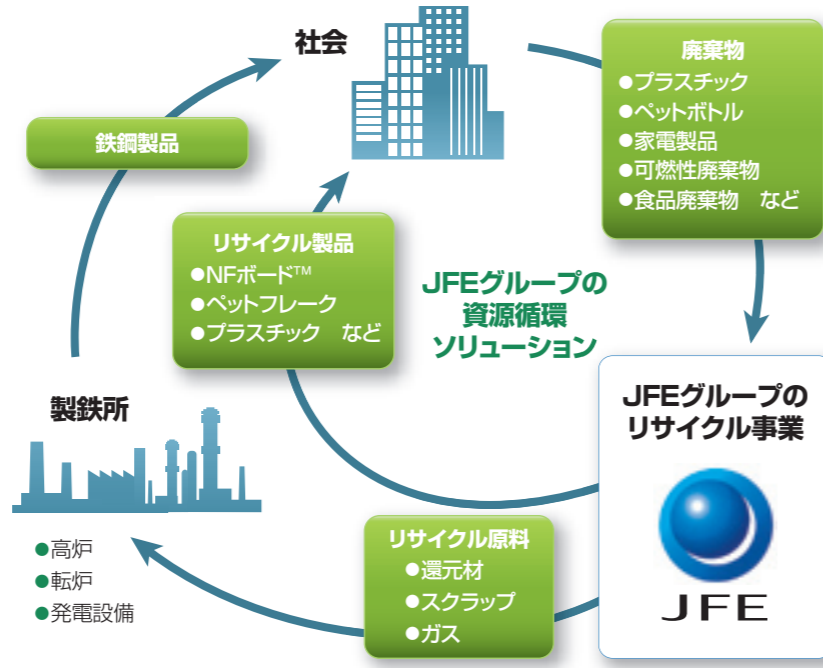 社会
鉄鋼製品
廃棄物
●プラスチック
●ペットボトル
●家電製品
●可燃性廃棄物
●食品廃棄物　など
リサイクル製品
●NFボード™
●ペットフレーク
●プラスチック　など
JFEグループの
資源循環
ソリューション
製鉄所
●高炉
●転炉
●発電設備
JFEグループの
リサイクル事業
JFE
リサイクル原料
●還元材
●スクラップ
●ガス